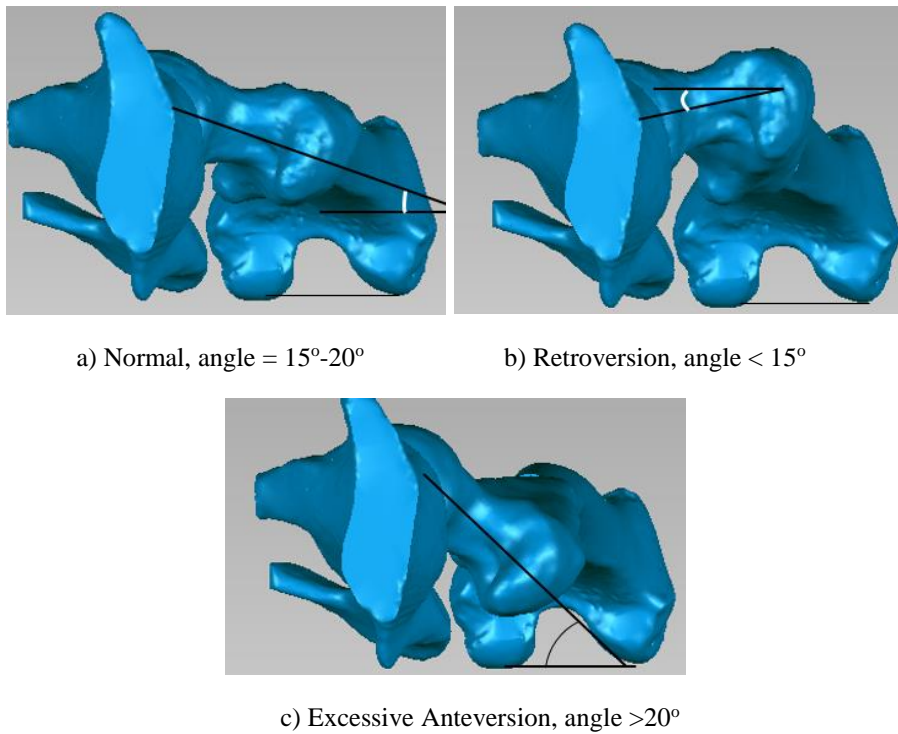 a) Normal, angle = 15º-20º
b) Retroversion, angle < 15º
c) Excessive Anteversion, angle >20º